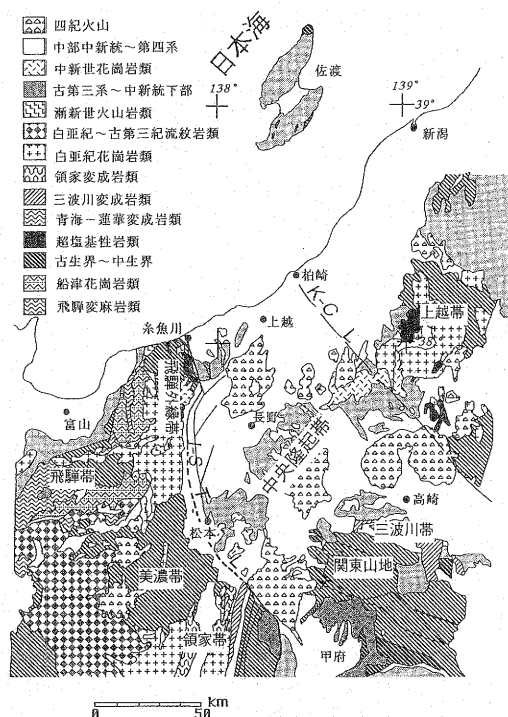 四紀火山
中部中新統～第四系
中新世花崗岩類
古第三系～中新統下部
漸新世火山岩類
白亜紀～古第三紀流紋岩類
白亜紀花崗岩類
領家変成岩類
三波川変成岩類
青海－蓮華変成岩類
超塩基性岩類
古生界～中生界
船津花崗岩類
飛騨変麻岩類
日本海
佐渡
138°
139°
39°
新潟
柏崎
K-C L
上越帯
38°
糸魚川
上越
飛騨外縁帯
I S T L
富山
長野
中央隆起帯
飛騨帯
高崎
松本
三波川帯
関東山地
美濃帯
領家帯
甲府
km
0 50